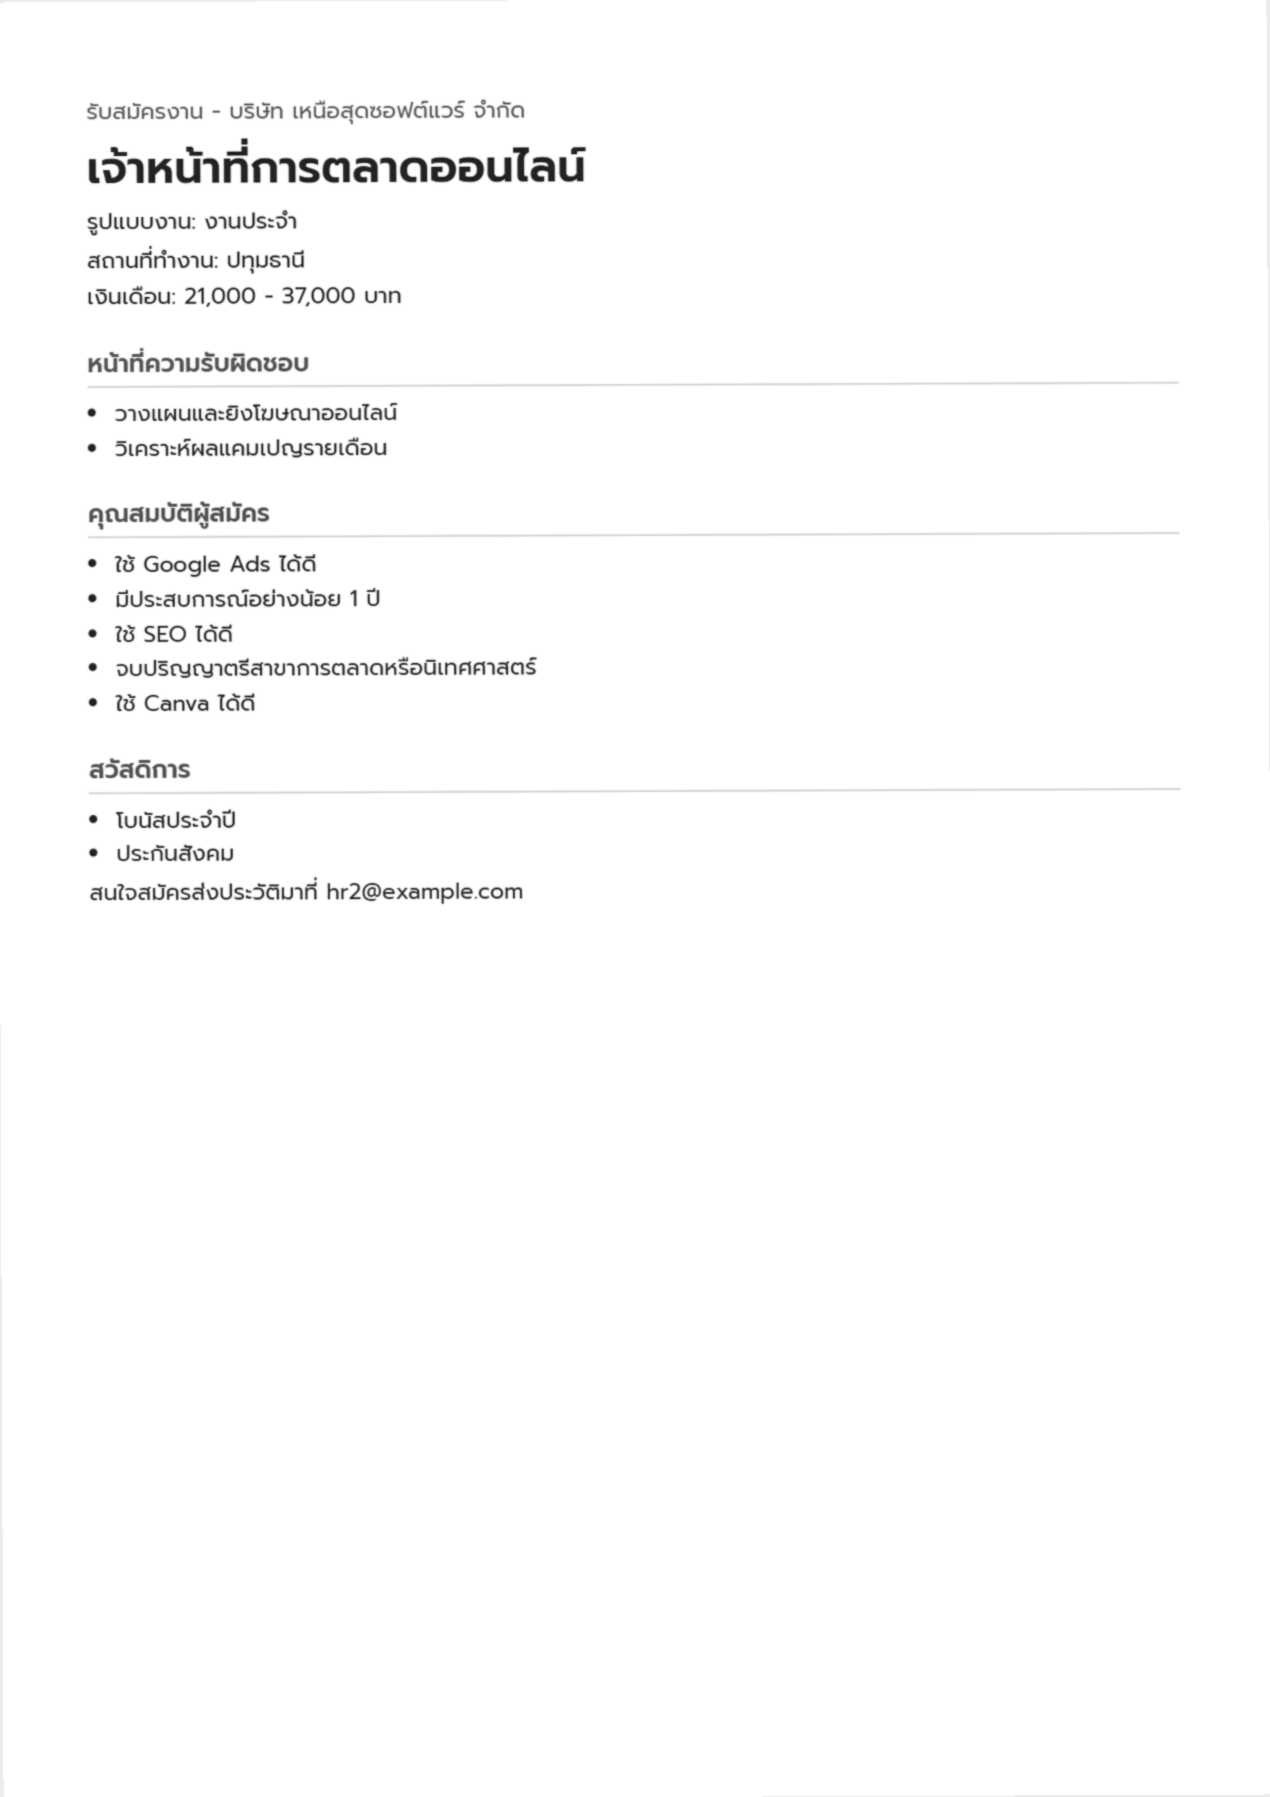 รับสมัครงาน - บริษัท เหนือสุดซอฟต์แวร์ จำกัด
เจ้าหน้าที่การตลาดออนไลน์
รูปแบบงาน: งานประจำ
สถานที่ทำงาน: ปทุมธานี
เงินเดือน: 21,000 - 37,000 บาท
หน้าที่ความรับผิดชอบ
• วางแผนและยิงโฆษณาออนไลน์
• วิเคราะห์ผลแคมเปญรายเดือน
คุณสมบัติผู้สมัคร
• ใช้ Google Ads ได้ดี
• มีประสบการณ์อย่างน้อย 1 ปี
• ใช้ SEO ได้ดี
• จบปริญญาตรีสาขาการตลาดหรือนิเทศศาสตร์
• ใช้ Canva ได้ดี
สวัสดิการ
• โบนัสประจำปี
• ประกันสังคม
สนใจสมัครส่งประวัติมาที่ hr2@example.com